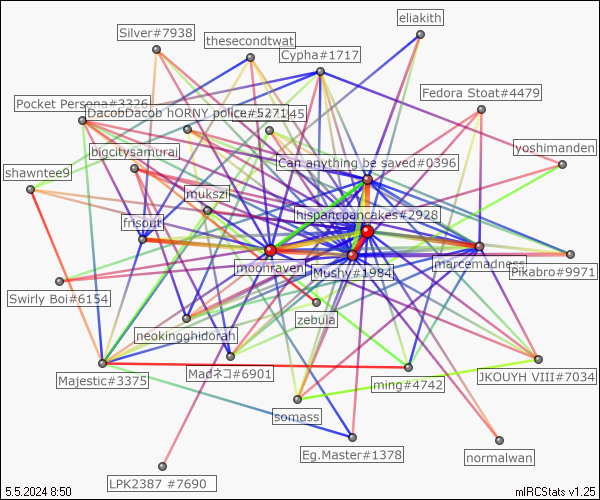 eliakith
Silver#7938
thesecondtwat
Cypha#1717
Fedora Stoat#4479
Pocket Persona#3326
DacobDacob
hORNY police#5271
45
yoshimanden
bigcitysamurai
Can anything be saved#0396
shawntee9
mukszi
hispanicpancakes#2928
frisout
moonraven
Mushy#1984
marcemadness
Pikabro#9971
Swirly Boi#6154
zebula
neokingghidorah
Majestic#3375
Madネコ#6901
ming#4742
JKOUYH VIII#7034
somass
Eg.Master#1378
normalwan
LPK2387 #7690
5.5.2024 8:50
mIRCStats v1.25